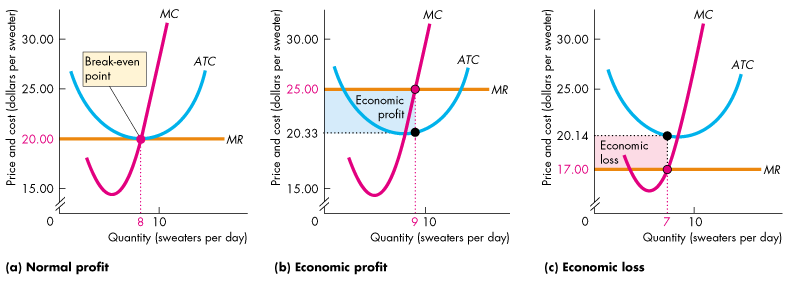 Price and cost (dollars per sweater)
30.00
25.00
20.00
15.00
0
8
10
MC
ATC
MR
Break-even
point
Quantity (sweaters per day)
(a) Normal profit
Price and cost (dollars per sweater)
30.00
25.00
20.33
15.00
0
9
10
MC
ATC
MR
Economic
profit
Quantity (sweaters per day)
(b) Economic profit
Price and cost (dollars per sweater)
30.00
25.00
20.14
17.00
0
7
10
MC
ATC
MR
Economic
loss
Quantity (sweaters per day)
(c) Economic loss